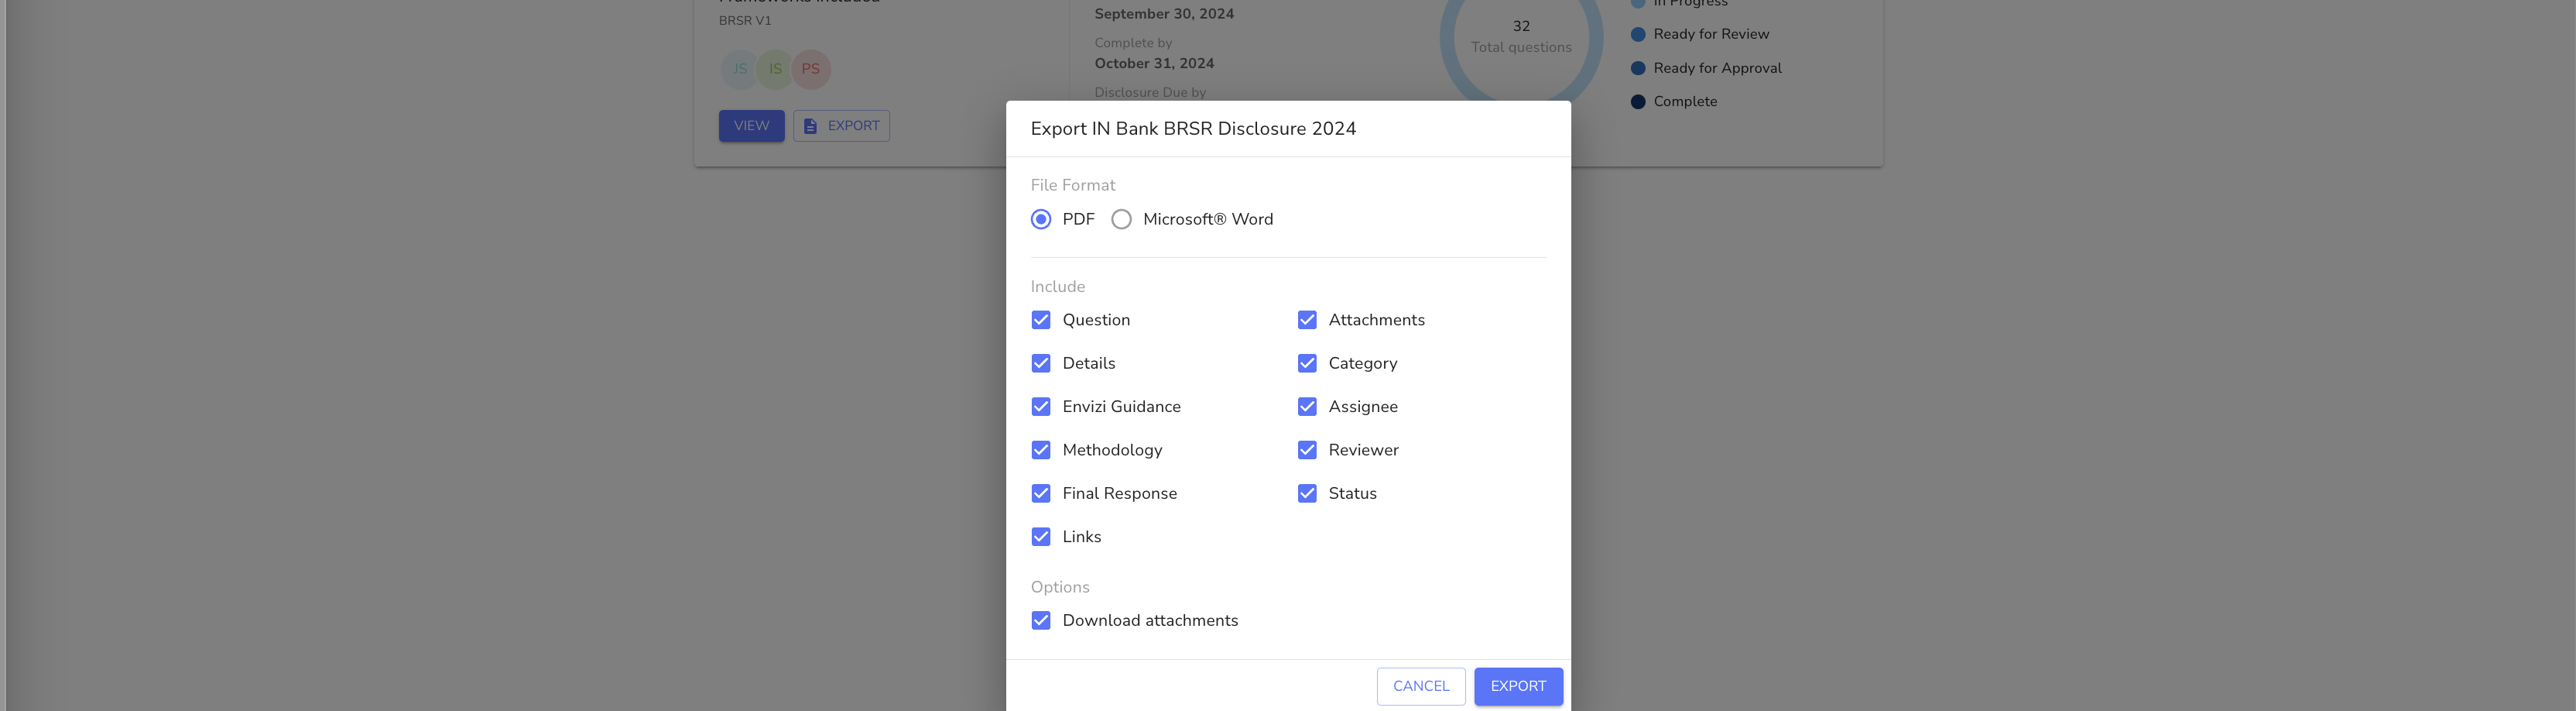 Frameworks Included
BRSR V1
JS IS PS
VIEW
EXPORT
September 30, 2024
Complete by
October 31, 2024
Disclosure Due by
32
Total questions
In Progress
Ready for Review
Ready for Approval
Complete
Export IN Bank BRSR Disclosure 2024
File Format
PDF
Microsoft® Word
Include
Question
Details
Envizi Guidance
Methodology
Final Response
Links
Attachments
Category
Assignee
Reviewer
Status
Options
Download attachments
CANCEL
EXPORT